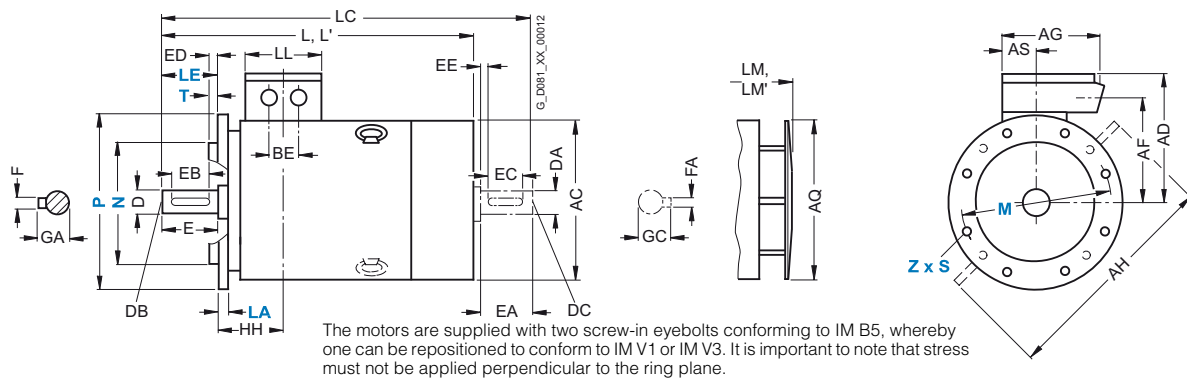 LC
L, L'
AG
ED
LL
AS
LE
EE
LM,
LM'
T
G_D081_XX_00012
BE
EB
EC
DA
FA
AC
AQ
AF
AD
F
P
N
D
M
E
GA
GC
Z x S
AH
DB
LA
EA
DC
HH
The motors are supplied with two screw-in eyebolts conforming to IM B5, whereby
one can be repositioned to conform to IM V1 or IM V3. It is important to note that stress
must not be applied perpendicular to the ring plane.